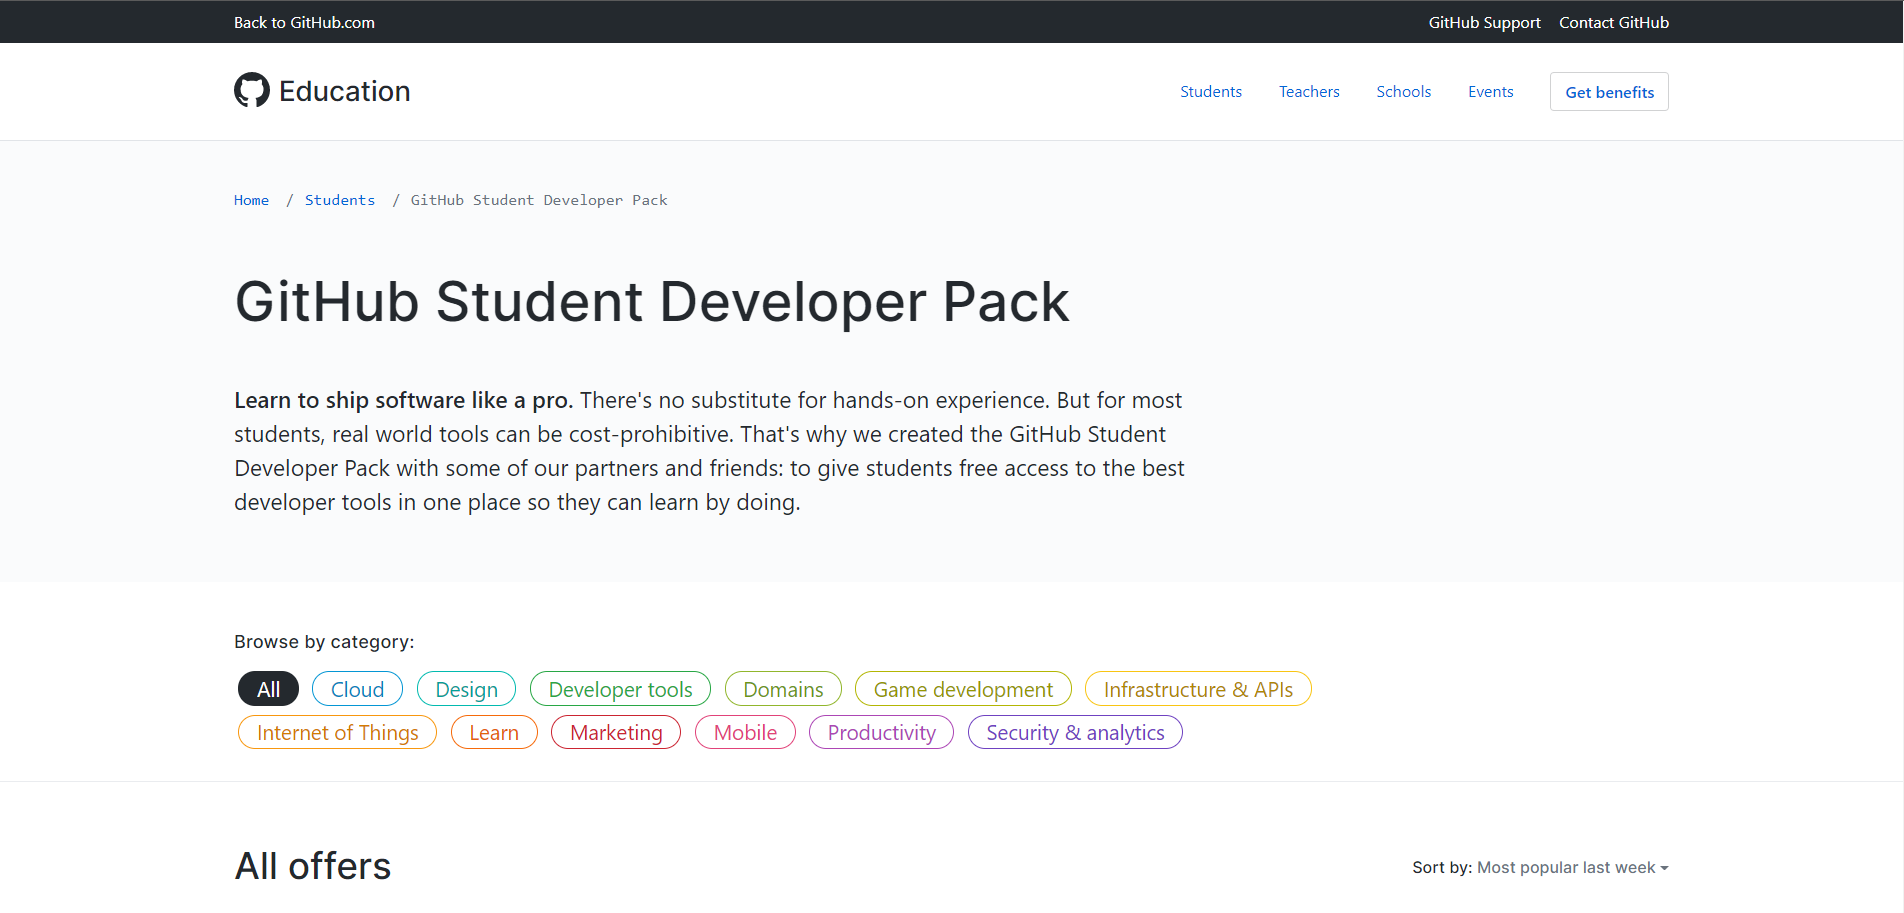 Back to GitHub.com GitHub Support Contact GitHub
Education Students Teachers Schools Events Get benefits
Home / Students / GitHub Student Developer Pack
GitHub Student Developer Pack
Learn to ship software like a pro. There's no substitute for hands-on experience. But for most
students, real world tools can be cost-prohibitive. That's why we created the GitHub Student
Developer Pack with some of our partners and friends: to give students free access to the best
developer tools in one place so they can learn by doing.
Browse by category:
All Cloud Design Developer tools Domains Game development Infrastructure & APIs
Internet of Things Learn Marketing Mobile Productivity Security & analytics
All offers Sort by: Most popular last week